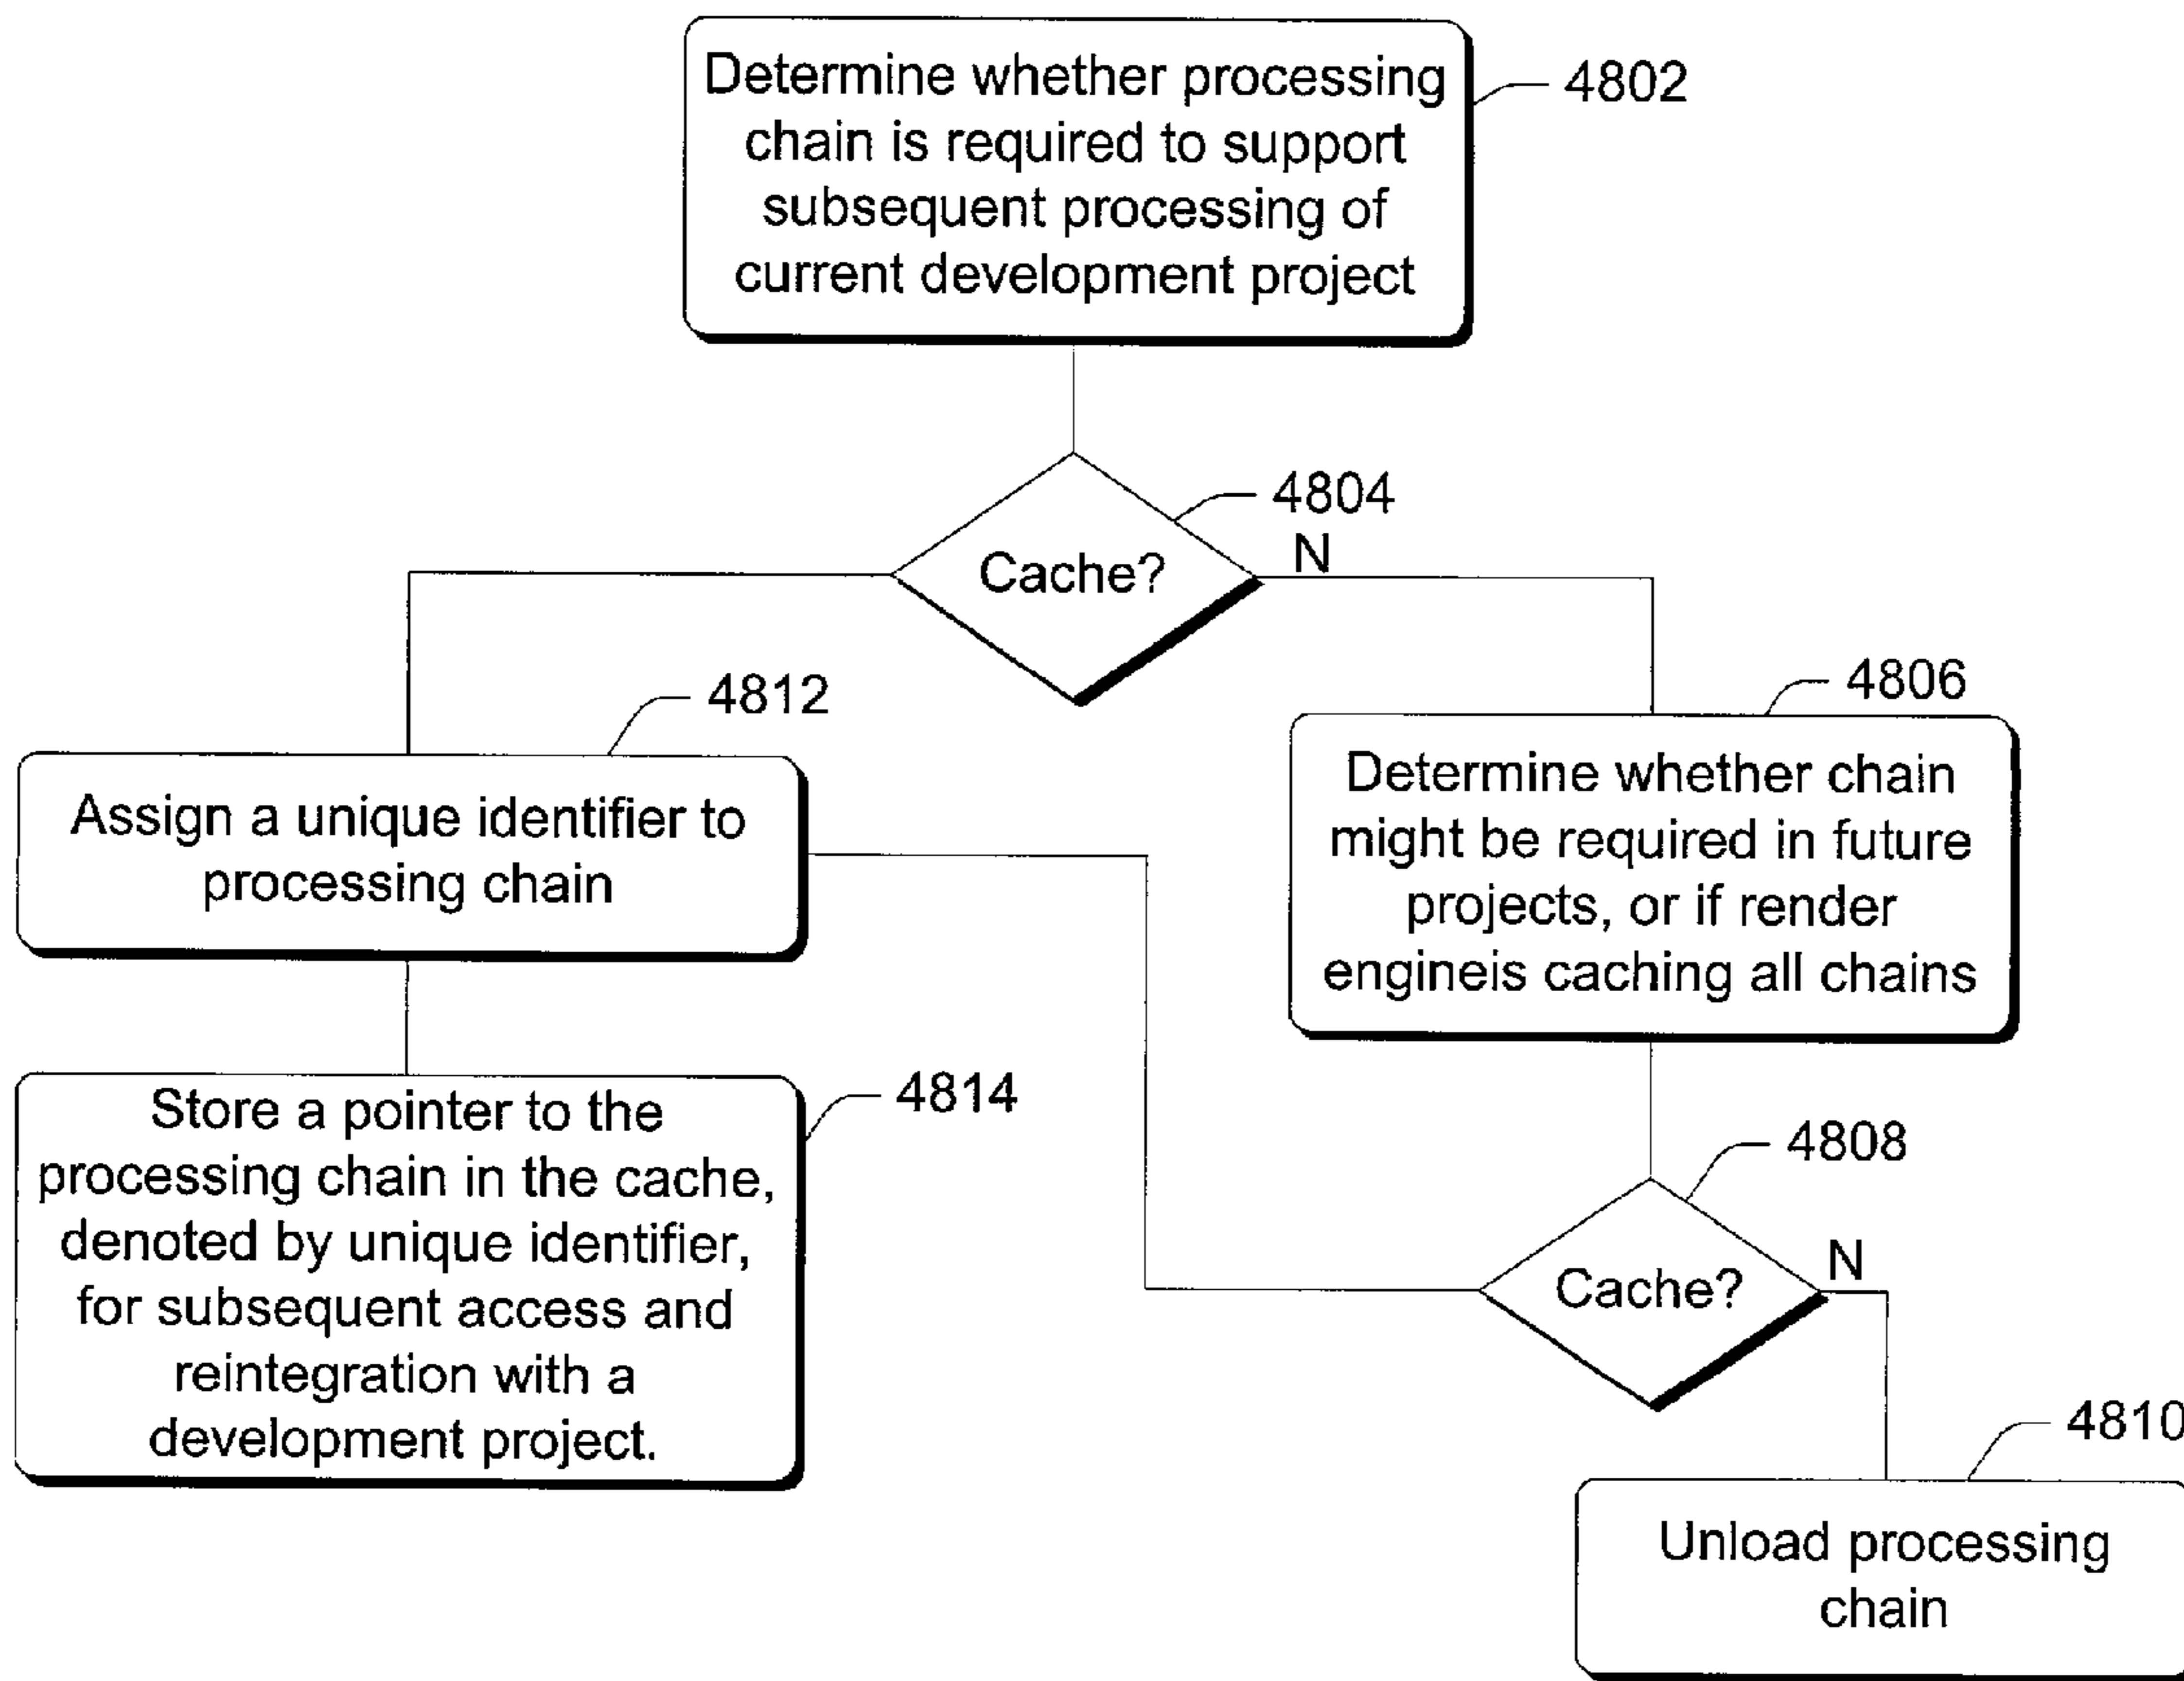 Determine whether processing
chain is required to support
subsequent processing of
current development project
4802
4804
Cache?
N
4812
Assign a unique identifier to
processing chain
4806
Determine whether chain
might be required in future
projects, or if render
engineis caching all chains
4814
Store a pointer to the
processing chain in the cache,
denoted by unique identifier,
for subsequent access and
reintegration with a
development project.
4808
Cache?
N
4810
Unload processing
chain